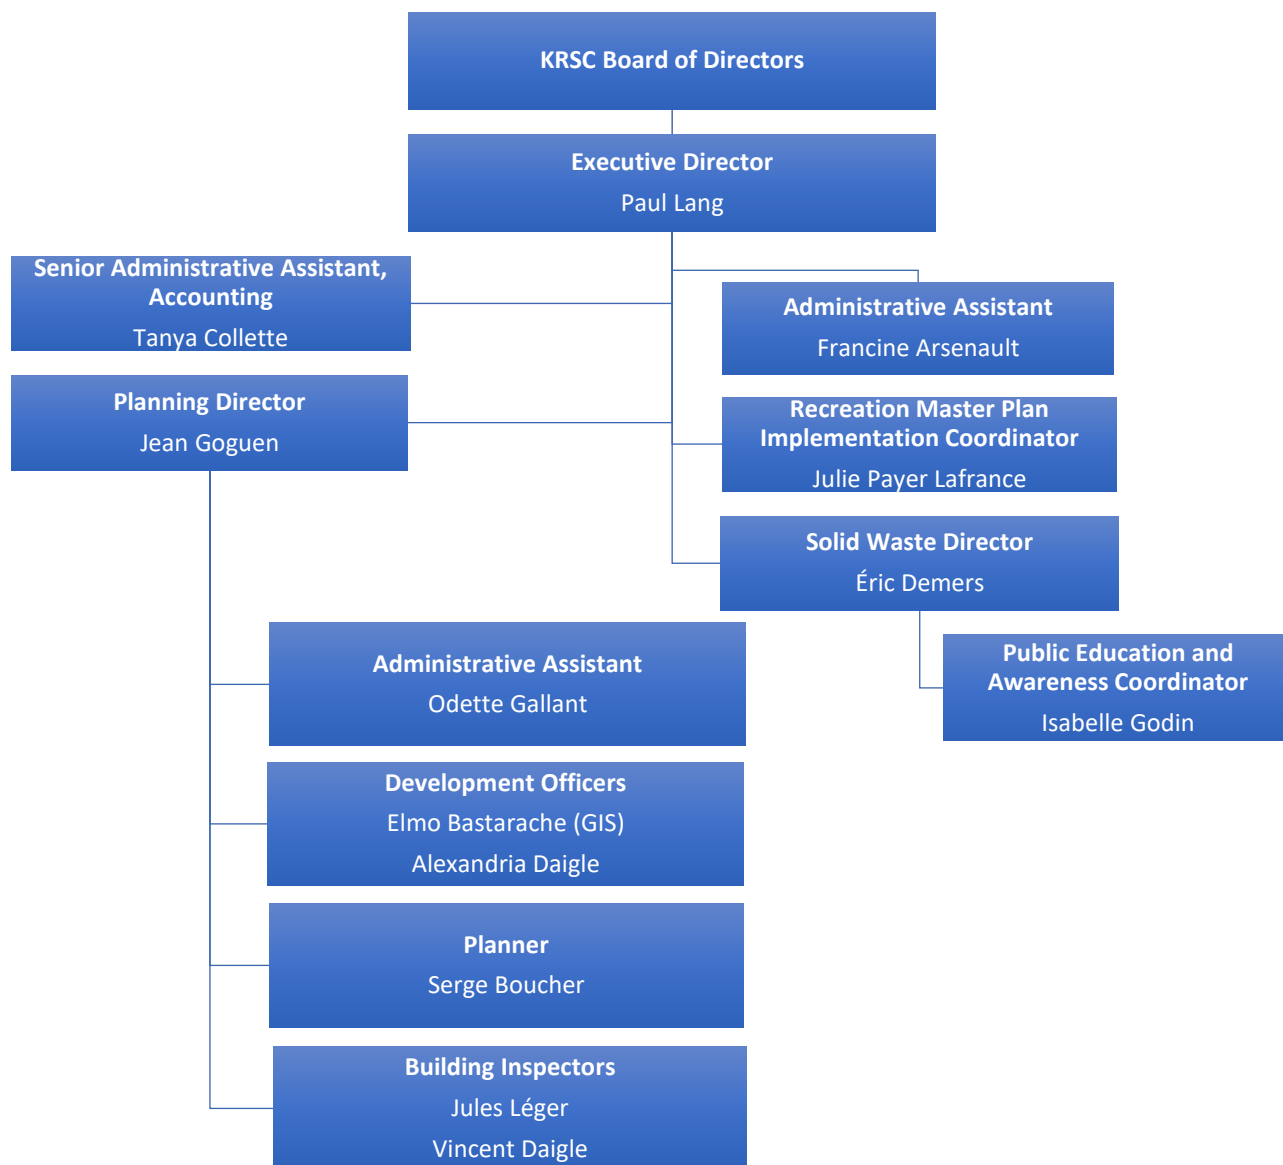 KRSC Board of Directors
Executive Director
Paul Lang
Senior Administrative Assistant,
Accounting
Tanya Collette
Administrative Assistant
Francine Arsenault
Planning Director
Jean Goguen
Recreation Master Plan
Implementation Coordinator
Julie Payer Lafrance
Solid Waste Director
Éric Demers
Public Education and
Awareness Coordinator
Isabelle Godin
Administrative Assistant
Odette Gallant
Development Officers
Elmo Bastarache (GIS)
Alexandria Daigle
Planner
Serge Boucher
Building Inspectors
Jules Léger
Vincent Daigle